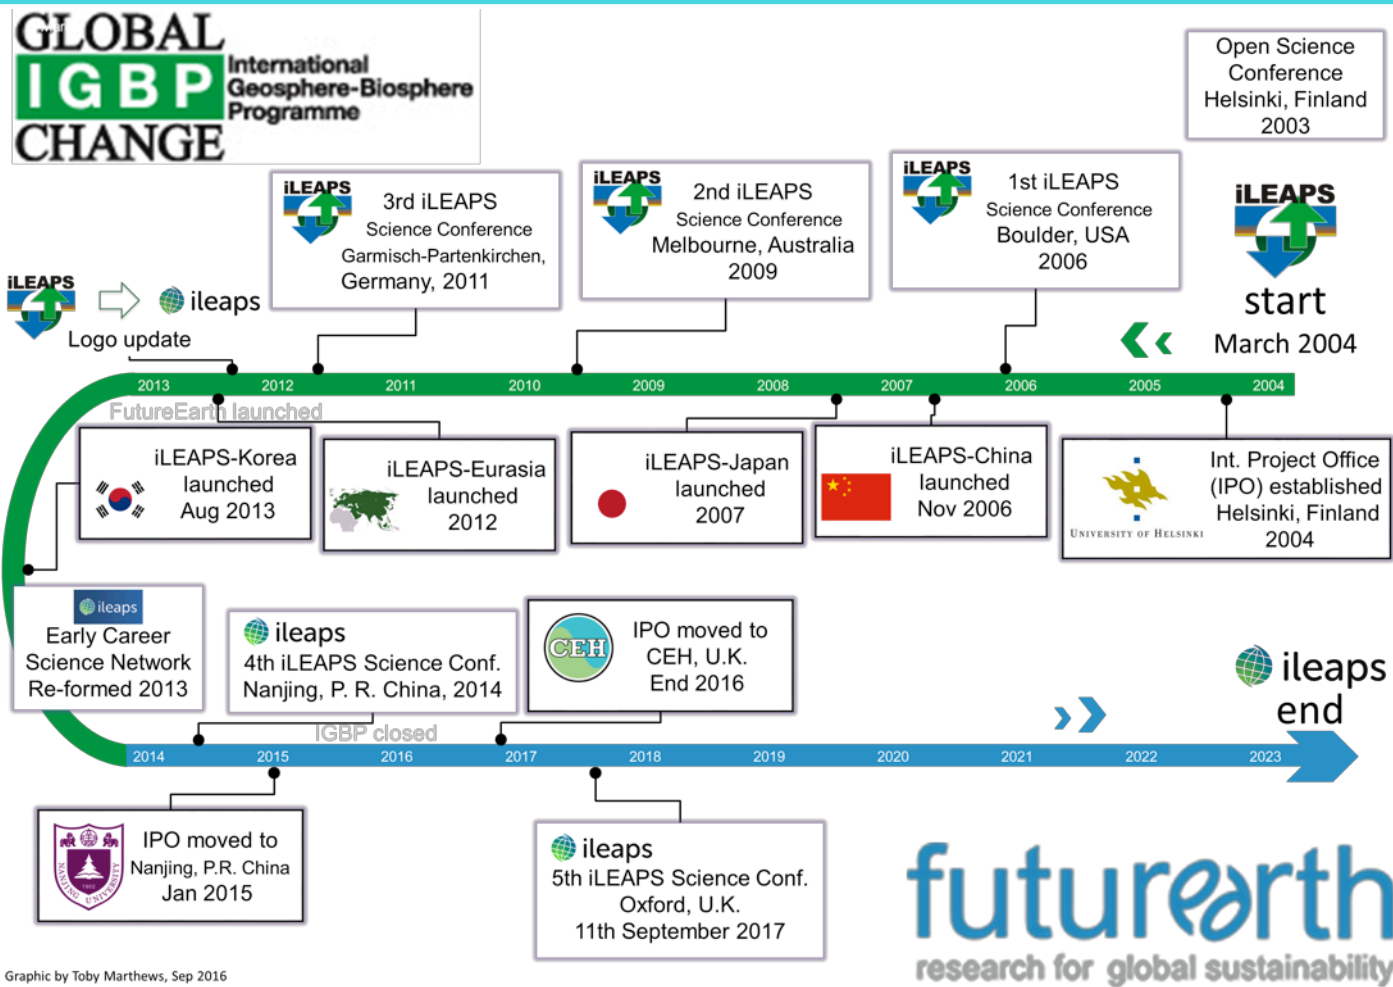 GLOBAL
IGBP
CHANGE
International
Geosphere-Biosphere
Programme
Open Science
Conference
Helsinki, Finland
2003
iLEAPS
3rd iLEAPS
Science Conference
Garmisch-Partenkirchen,
Germany, 2011
iLEAPS
2nd iLEAPS
Science Conference
Melbourne, Australia
2009
iLEAPS
1st iLEAPS
Science Conference
Boulder, USA
2006
iLEAPS
start
March 2004
iLEAPS
ileaps
Logo update
2013 2012 2011 2010 2009 2008 2007 2006 2005 2004
FutureEarth launched
iLEAPS-Korea
launched
Aug 2013
iLEAPS-Eurasia
launched
2012
iLEAPS-Japan
launched
2007
iLEAPS-China
launched
Nov 2006
UNIVERSITY OF HELSINKI
Int. Project Office
(IPO) established
Helsinki, Finland
2004
ileaps
Early Career
Science Network
Re-formed 2013
ileaps
4th iLEAPS Science Conf.
Nanjing, P. R. China, 2014
CEH
IPO moved to
CEH, U.K.
End 2016
ileaps
end
IGBP closed
2014 2015 2016 2017 2018 2019 2020 2021 2022 2023
NANJING UNIVERSITY
1902
IPO moved to
Nanjing, P.R. China
Jan 2015
ileaps
5th iLEAPS Science Conf.
Oxford, U.K.
11th September 2017
futurearth
research for global sustainability
Graphic by Toby Marthews, Sep 2016